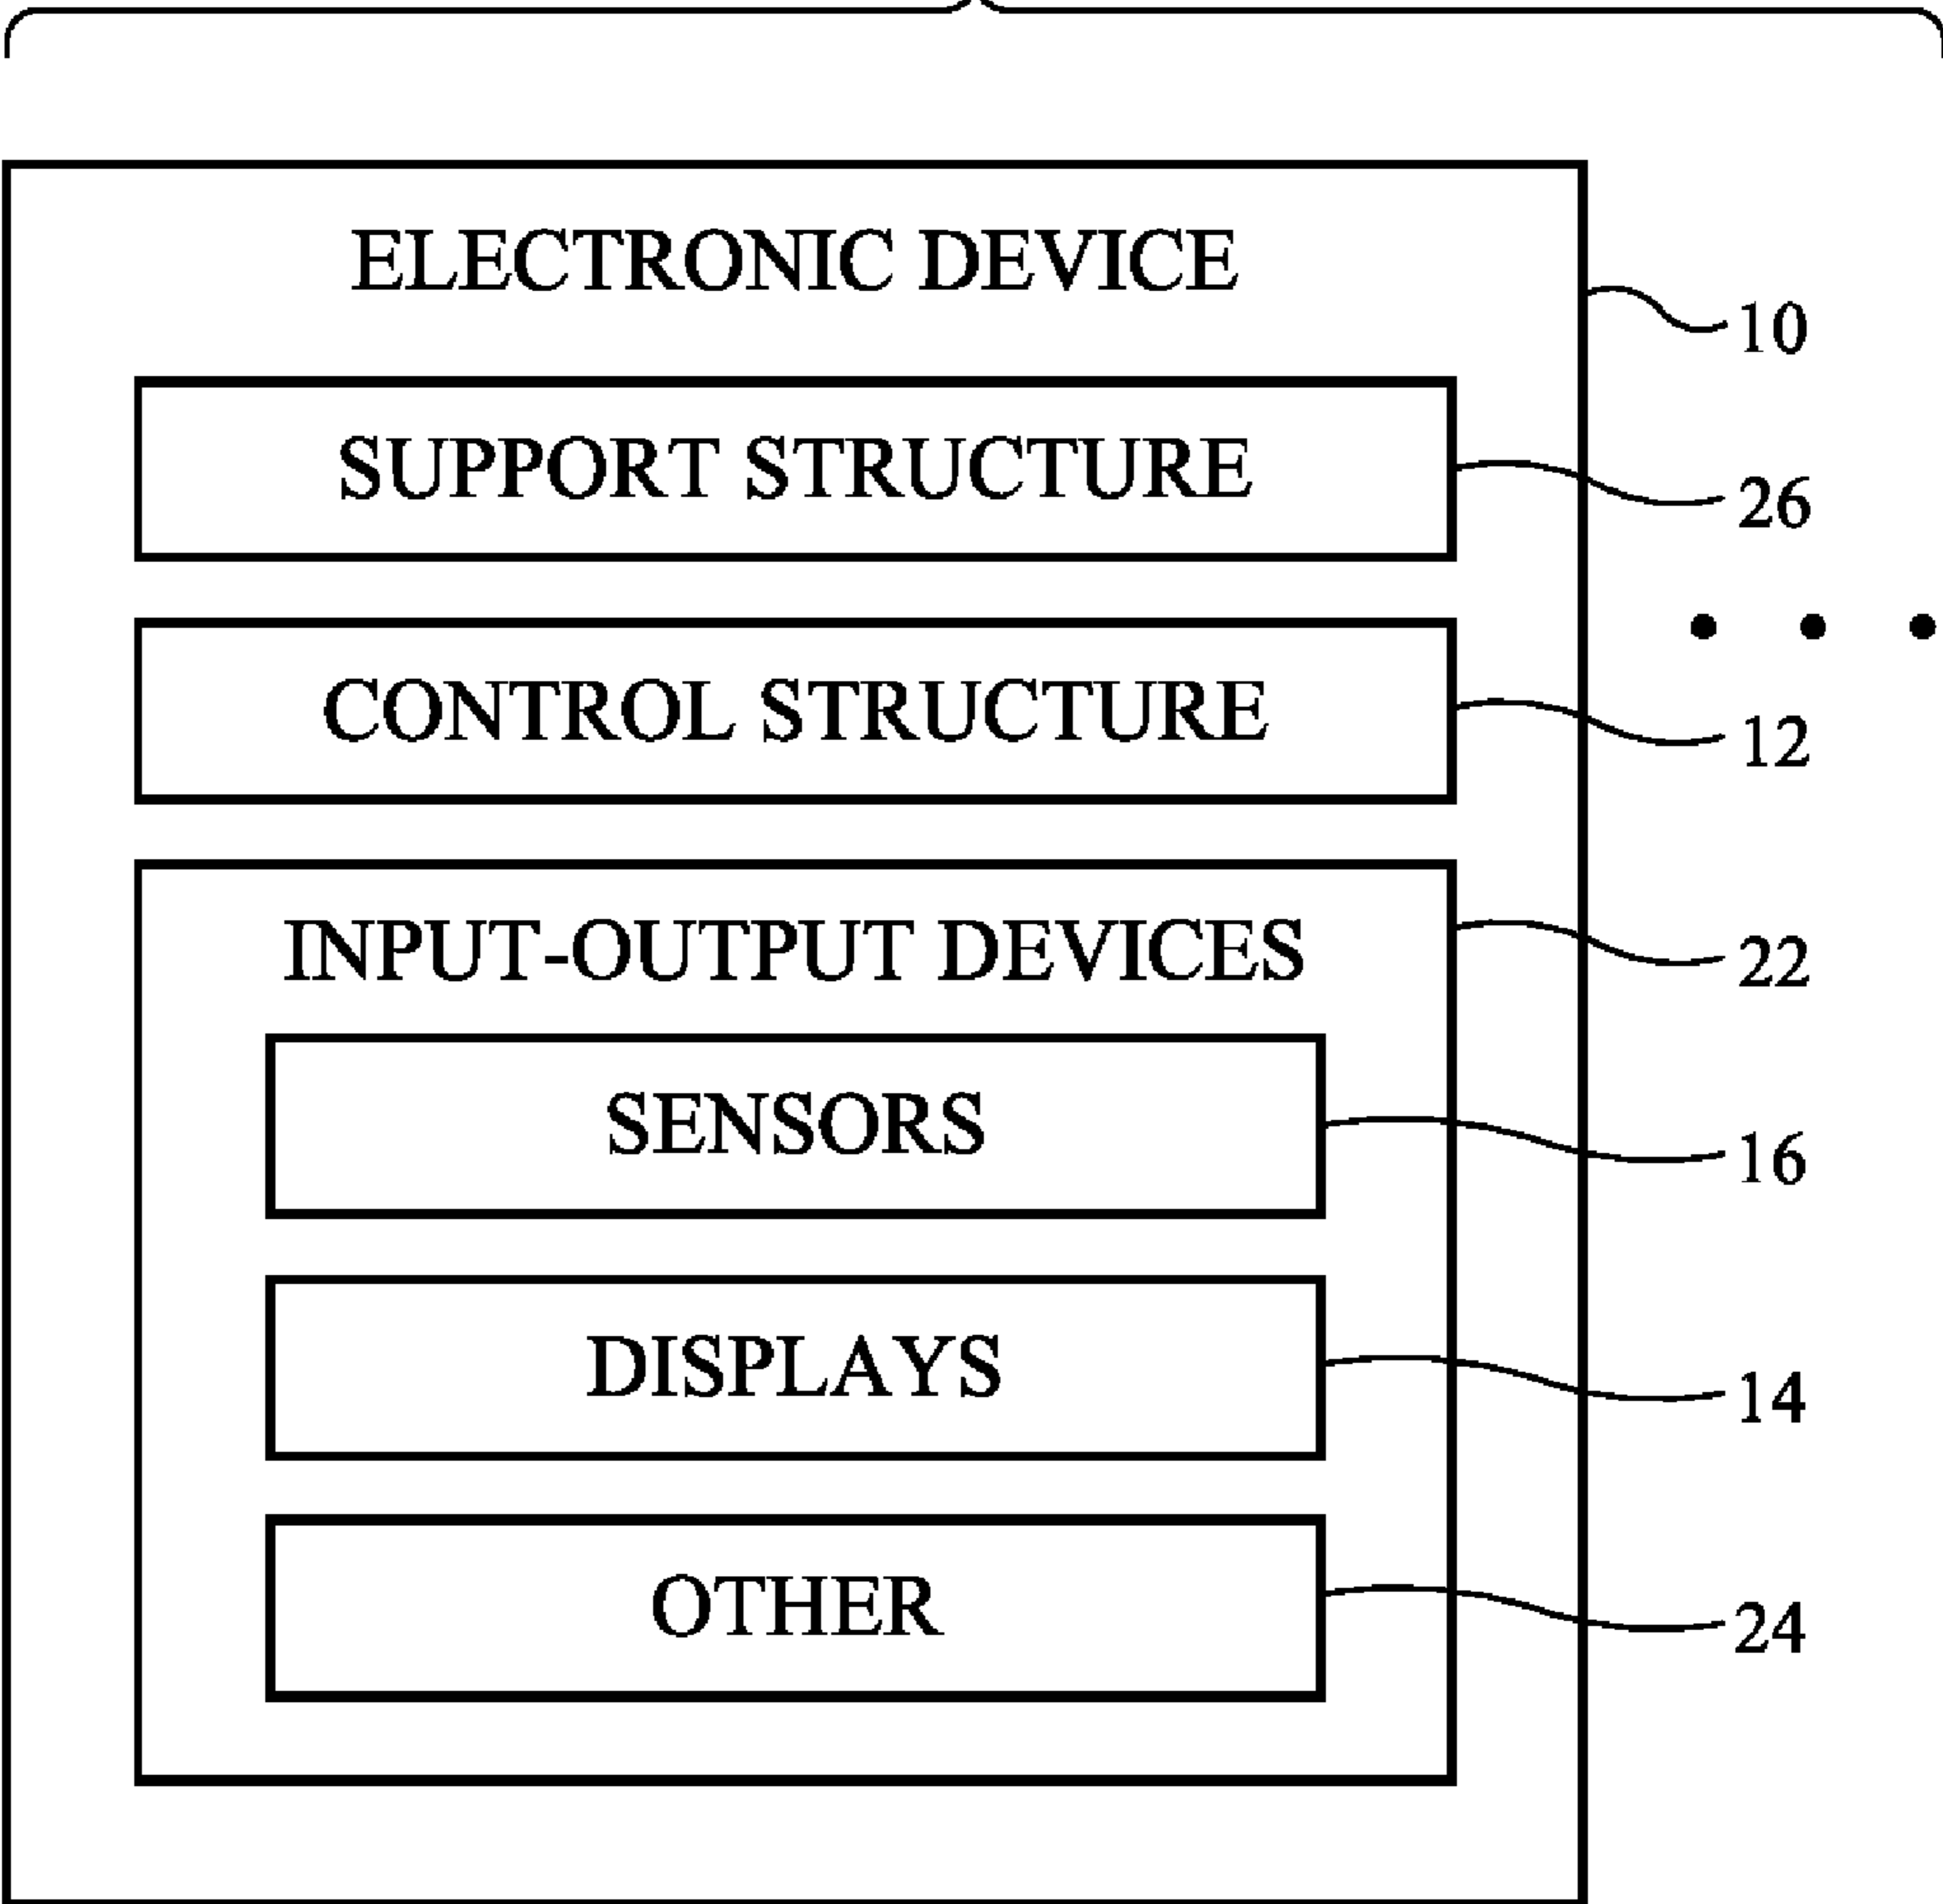 ELECTRONIC DEVICE
10
SUPPORT STRUCTURE
26
CONTROL STRUCTURE
12
INPUT-OUTPUT DEVICES
22
SENSORS
16
DISPLAYS
14
OTHER
24